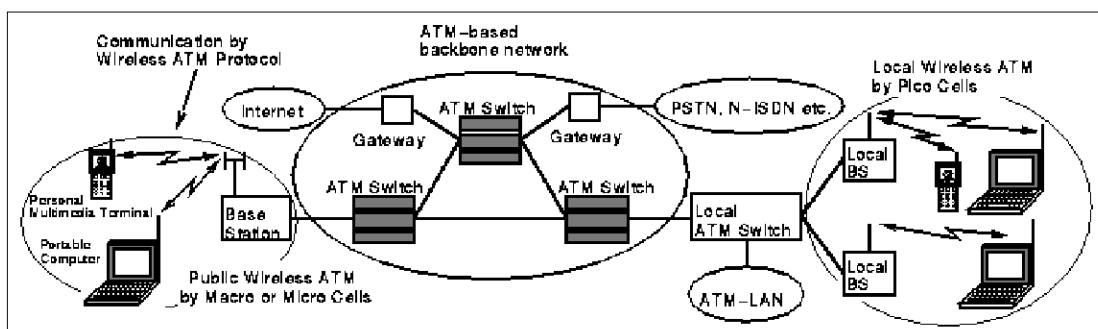 Communication by
Wireless ATM Protocol
ATM-based
backbone network
Local Wireless ATM
by Pico Cells
Internet
Gateway
ATM Switch
Gateway
PSTN, N-ISDN etc.
Local
BS
Personal
Multimedia Terminal
Base
Station
ATM Switch
ATM Switch
Local
ATM Switch
Portable
Computer
Public Wireless ATM
by Macro or Micro Cells
Local
BS
ATM-LAN